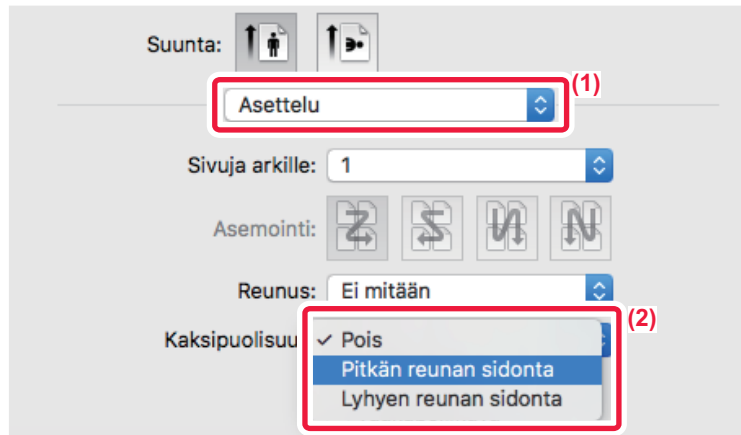 Suunta:
(1)
Asettelu
Sivuja arkille: 1
Asemointi:
Reunus: Ei mitään
(2)
Kaksipuolisuu ✓ Pois
Pitkän reunan sidonta
Lyhyen reunan sidonta